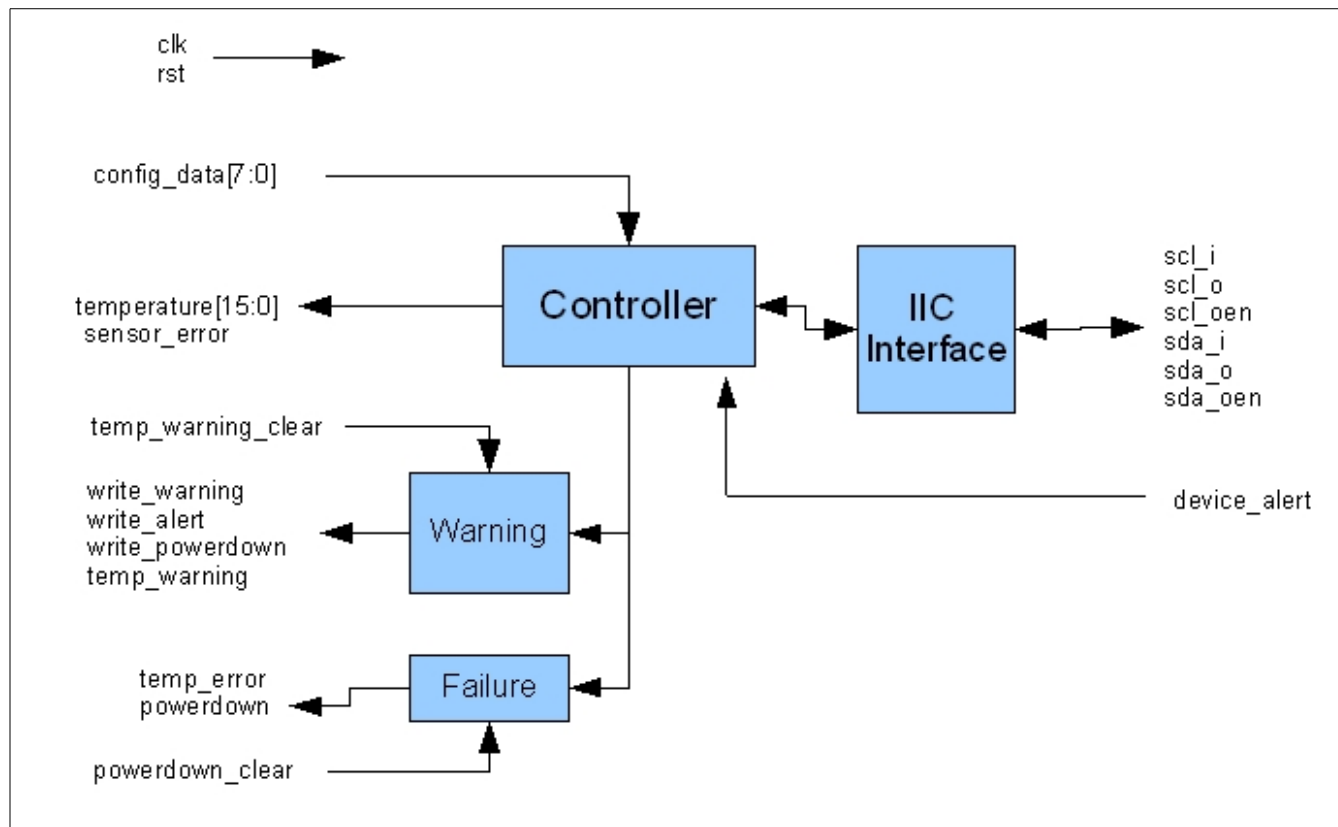 clk
rst
config_data[7:0]
Controller
IIC
Interface
temperature[15:0]
sensor_error
scl_i
scl_o
scl_oen
sda_i
sda_o
sda_oen
temp_warning_clear
write_warning
write_alert
write_powerdown
temp_warning
Warning
device_alert
temp_error
powerdown
Failure
powerdown_clear